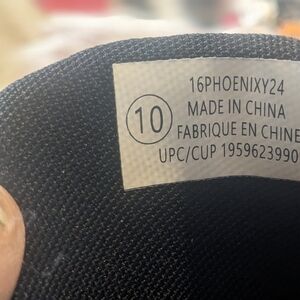 16PHOENIXY24
10
MADE IN CHINA
FABRIQUE EN CHINE
UPC/CUP 1959623990